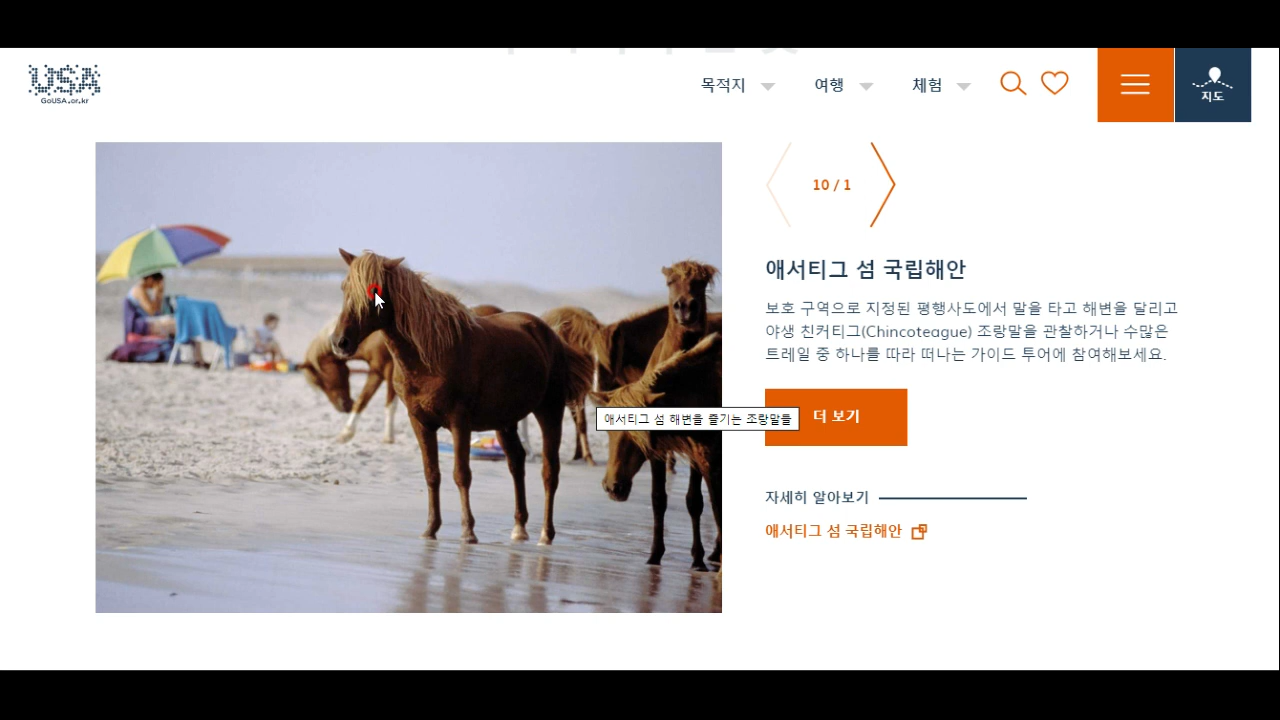 USA
GoUSA.or.kr
목적지
여행
체험
지도
10 / 1
애서티그 섬 국립해안
보호 구역으로 지정된 평행사도에서 말을 타고 해변을 달리고
야생 친커티그(Chincoteague) 조랑말을 관찰하거나 수많은
트레일 중 하나를 따라 떠나는 가이드 투어에 참여해보세요.
애서티그 섬 해변을 즐기는 조랑말들
더 보기
자세히 알아보기
애서티그 섬 국립해안